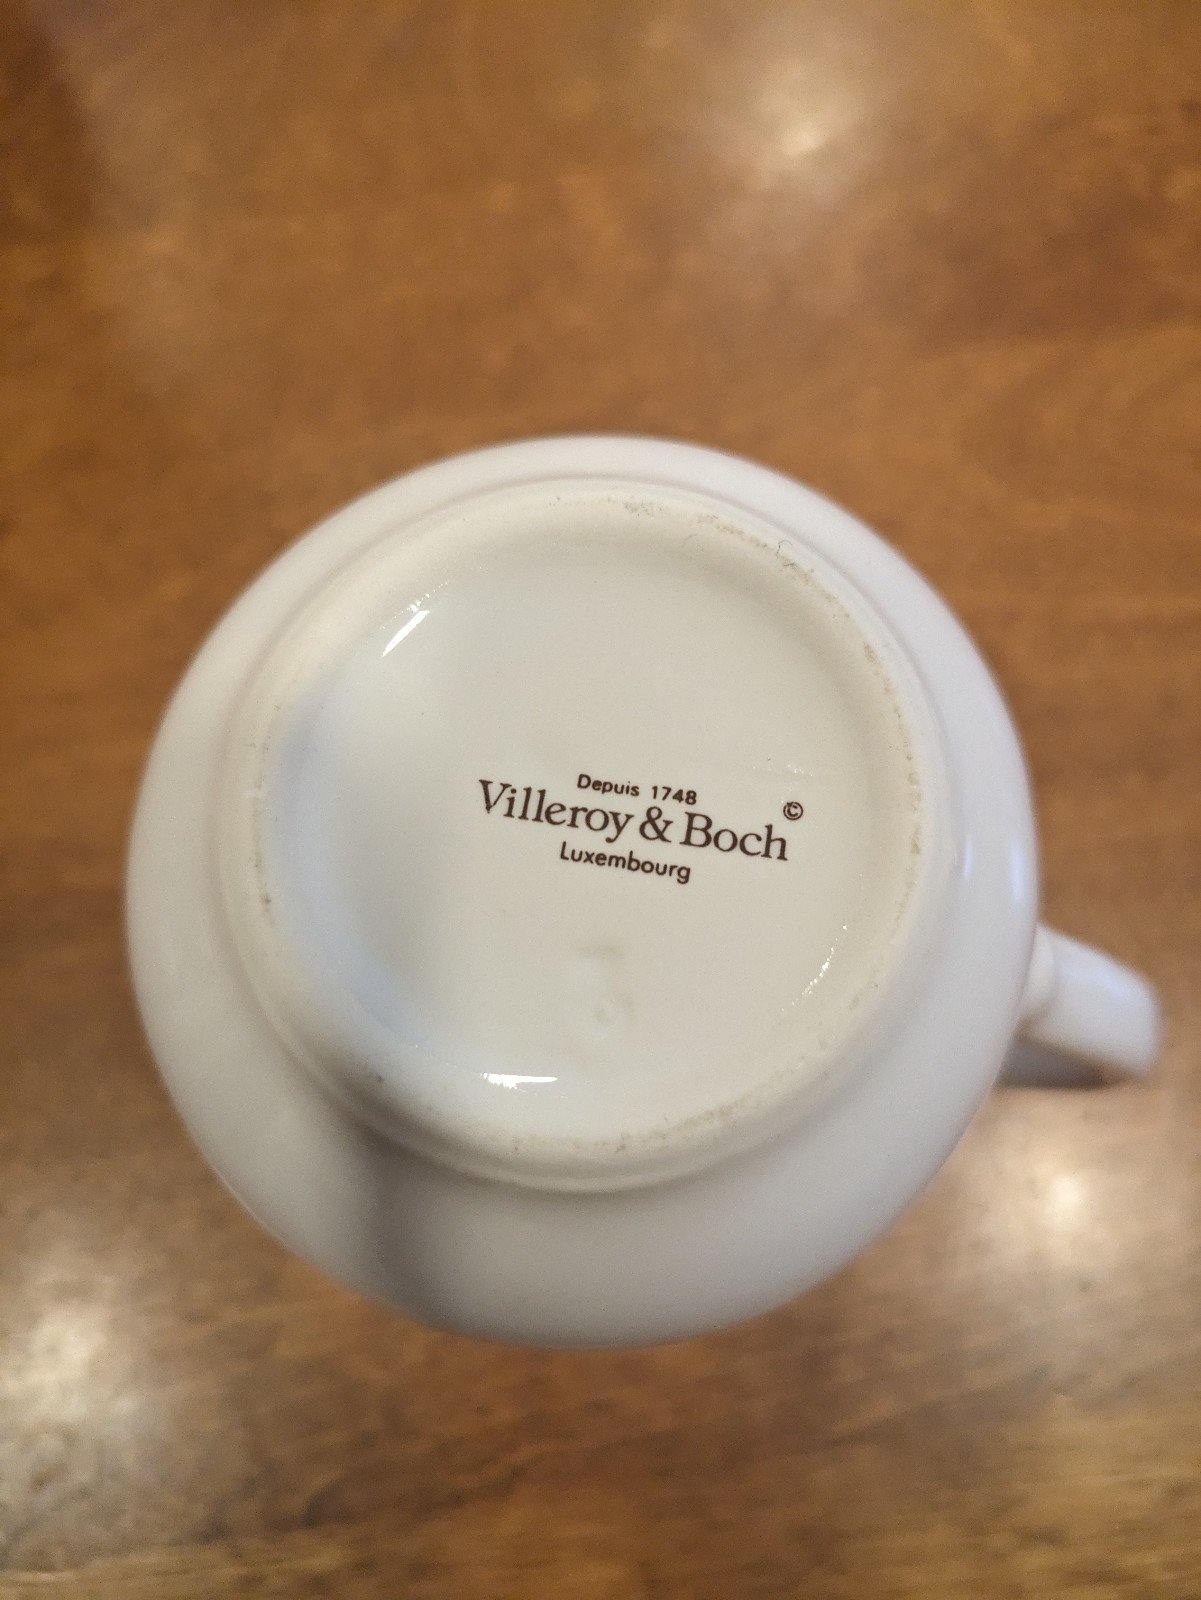 Depuis 1748
Villeroy & Boch ©
Luxembourg